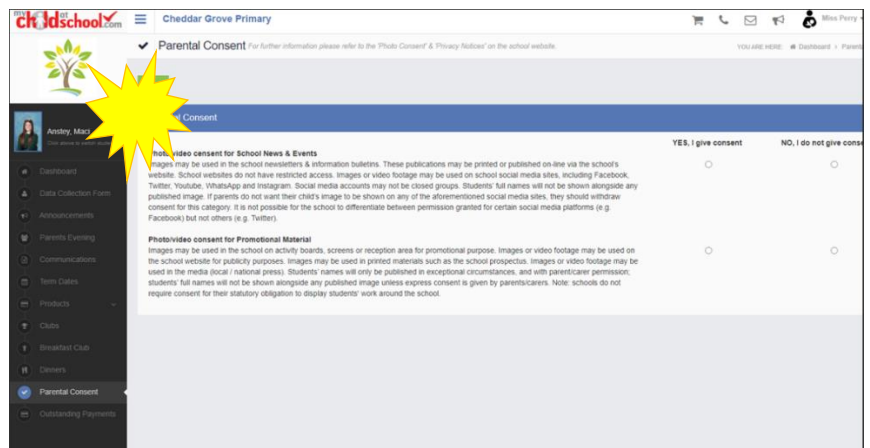 my at
ch ldschool.com
Cheddar Grove Primary
Miss Perry
Parental Consent For further information please refer to the 'Photo Consent' & 'Privacy Notices' on the school website.
YOU ARE HERE: Dashboard › Parent
Consent
Anstey, Maci
YES, I give consent NO, I do not give conse
Photo/video consent for School News & Events
Images may be used in the school newsletters & information bulletins. These publications may be printed or published on-line via the school's
website. School websites do not have restricted access. Images or video footage may be used on school social media sites, including Facebook,
Twitter, Youtube, WhatsApp and Instagram. Social media accounts may not be closed groups. Students' full names will not be shown alongside any
published image. If parents do not want their child's image to be shown on any of the aforementioned social media sites, they should withdraw
consent for this category. It is not possible for the school to differentiate between permission granted for certain social media platforms (e.g.
Facebook) but not others (e.g. Twitter).
Photo/video consent for Promotional Material
Images may be used in the school on activity boards, screens or reception area for promotional purpose. Images or video footage may be used on
the school website for publicity purposes. Images may be used in printed materials such as the school prospectus. Images or video footage may be
used in the media (local / national press). Students' names will only be published in exceptional circumstances, and with parent/carer permission;
students' full names will not be shown alongside any published image unless express consent is given by parents/carers. Note: schools do not
require consent for their statutory obligation to display students' work around the school.
Dashboard
Data Collection Form
Announcements
Parents Evening
Communications
Term Dates
Products
Clubs
Breakfast Club
Dinners
Parental Consent
Outstanding Payments